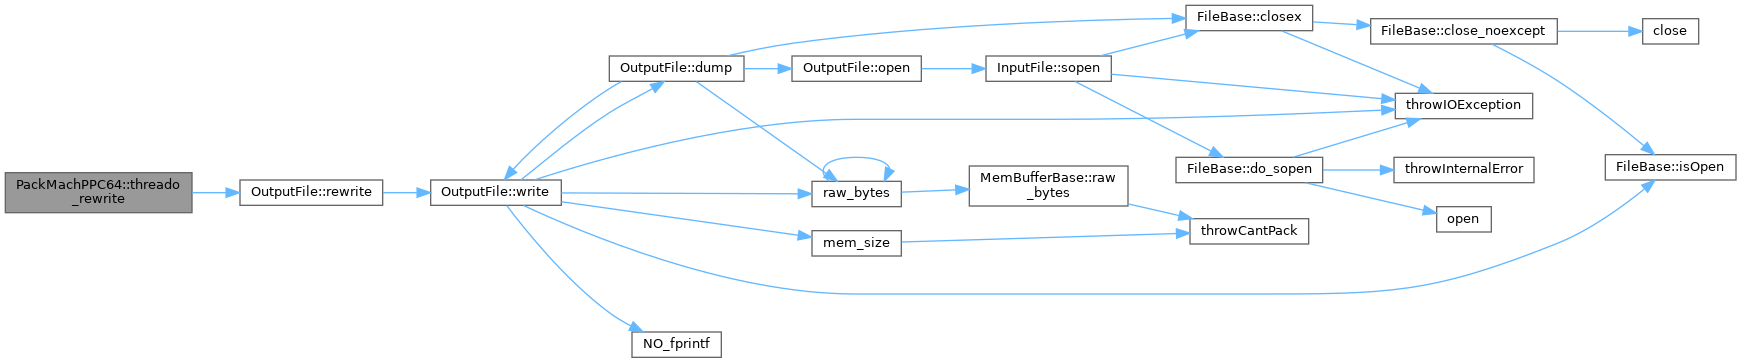 PackMachPPC64::threado
_rewrite
OutputFile::rewrite
OutputFile::write
OutputFile::dump
OutputFile::open
InputFile::sopen
FileBase::closex
FileBase::close_noexcept
close
throwIOException
FileBase::isOpen
FileBase::do_sopen
throwInternalError
open
raw_bytes
MemBufferBase::raw
_bytes
throwCantPack
mem_size
NO_fprintf